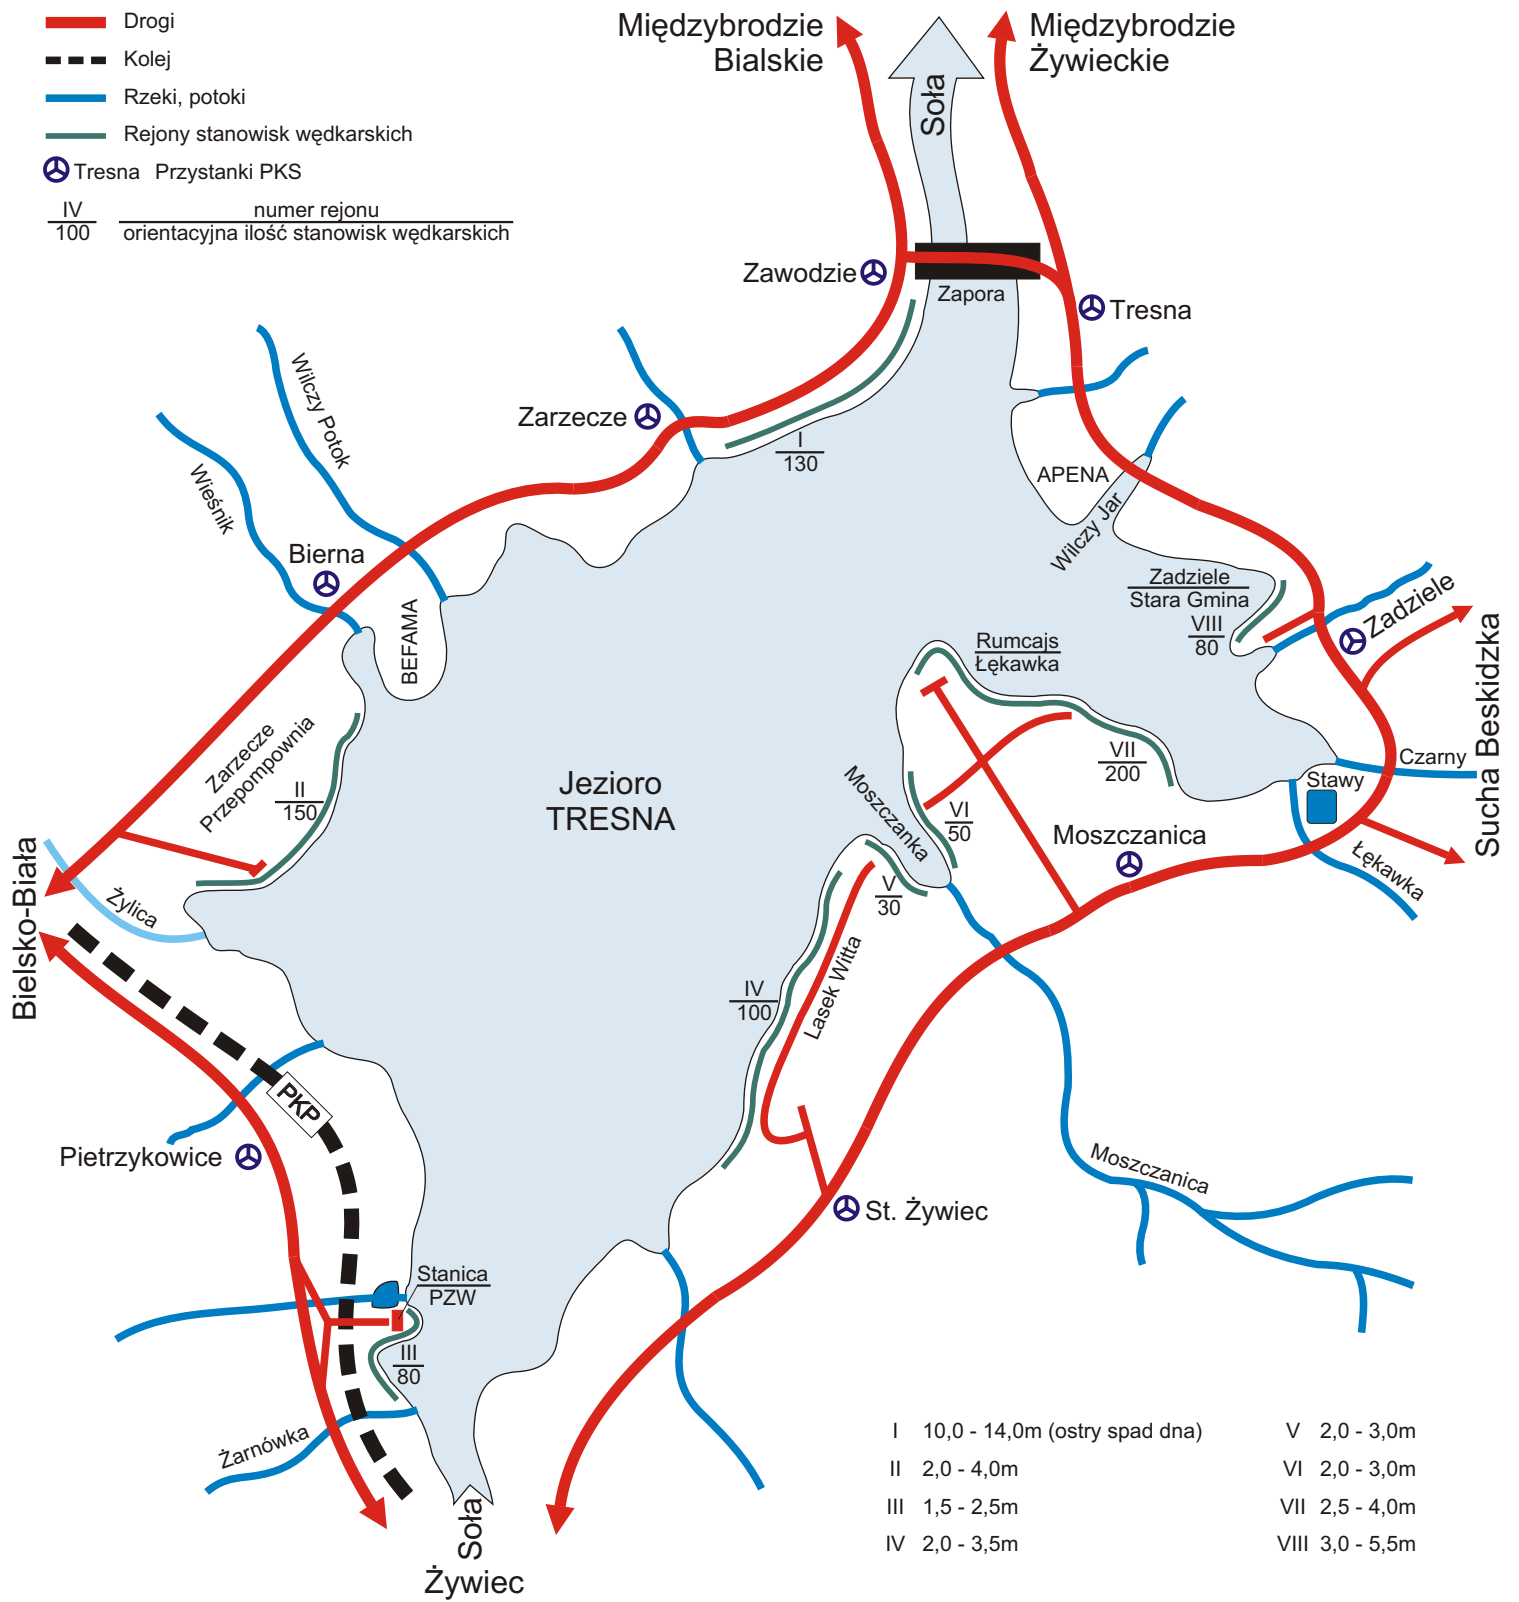 Drogi
Kolej
Rzeki, potoki
Rejony stanowisk wędkarskich
Tresna Przystanki PKS
IV
100
numer rejonu
orientacyjna ilość stanowisk wędkarskich
Międzybrodzie
Bialskie
Soła
Międzybrodzie
Żywieckie
Zawodzie
Zapora
Tresna
Wilczy Potok
Zarzecze
I
130
Wieśnik
APENA
Wilczy Jar
Bierna
BEFAMA
Zadziele
Stara Gmina
VIII
80
Zadziele
Rumcajs
Łękawka
Sucha Beskidzka
Zarzecze
Przepompownia
II
150
Jezioro
TRESNA
VII
200
Czarny
Stawy
Moszczanka
VI
50
Moszczanica
Łękawka
V
30
Bielsko-Biała
Żylica
IV
100
Lasek Witta
PKP
Pietrzykowice
Moszczanica
St. Żywiec
Stanica
PZW
III
80
Żarnówka
Soła
Żywiec
I 10,0 - 14,0m (ostry spad dna)
II 2,0 - 4,0m
III 1,5 - 2,5m
IV 2,0 - 3,5m
V 2,0 - 3,0m
VI 2,0 - 3,0m
VII 2,5 - 4,0m
VIII 3,0 - 5,5m